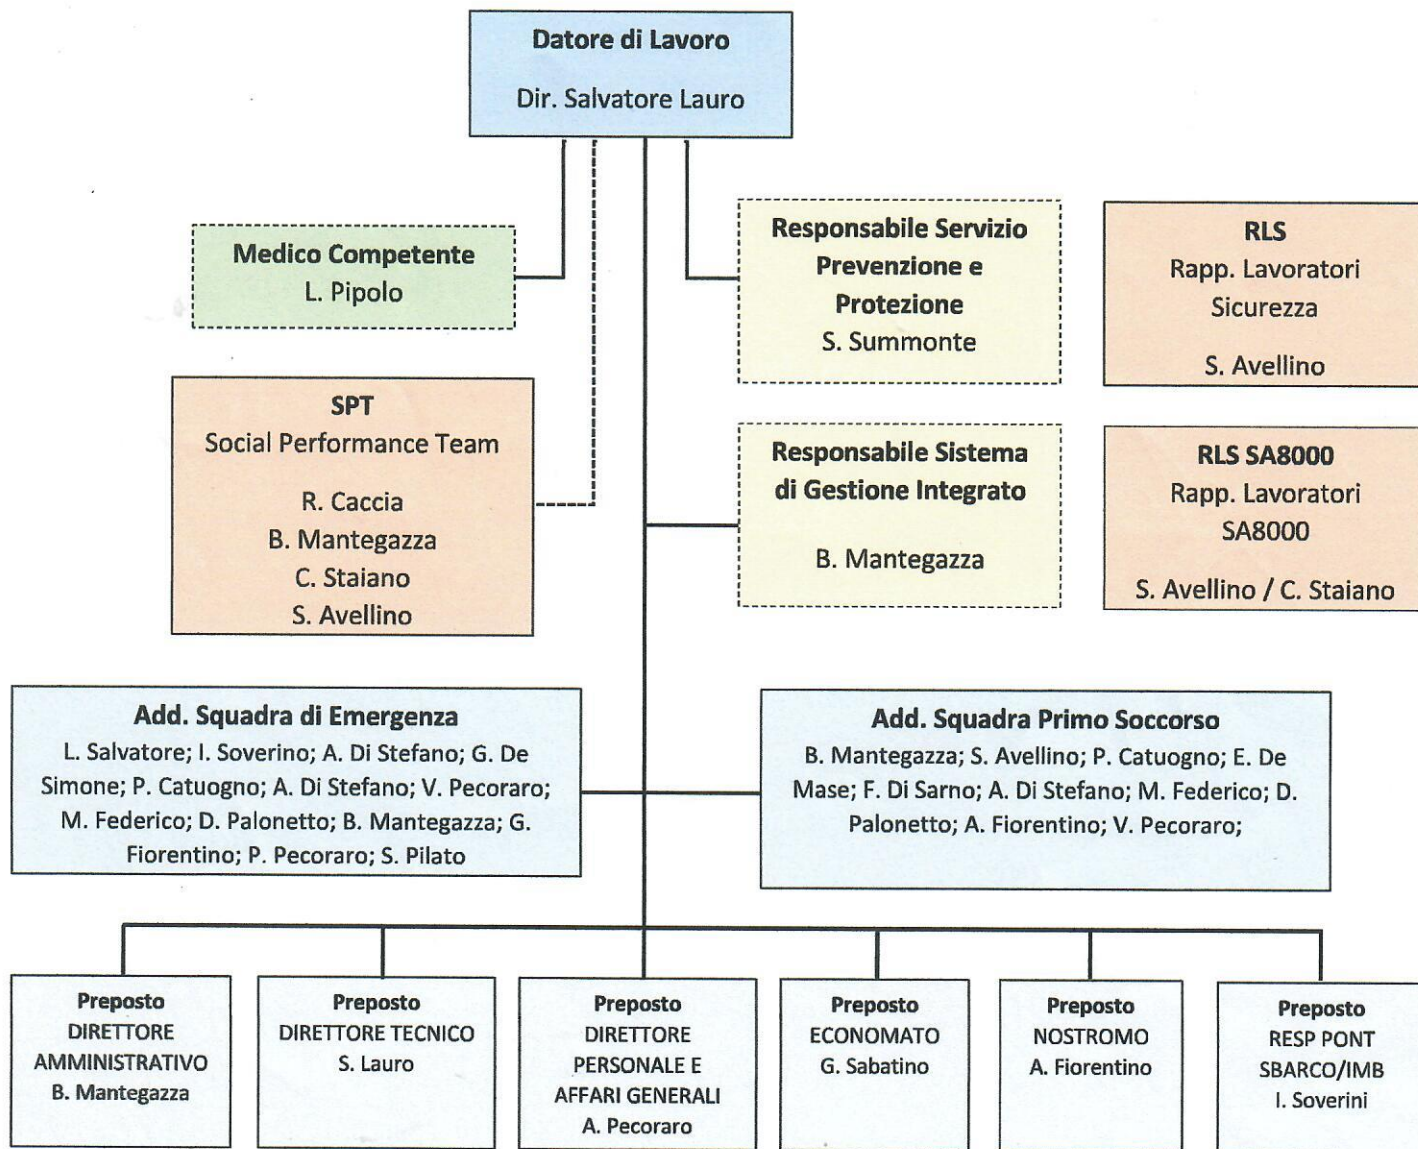 Datore di Lavoro
Dir. Salvatore Lauro
Medico Competente
L. Pipolo
Responsabile Servizio
Prevenzione e
Protezione
S. Summonte
RLS
Rapp. Lavoratori
Sicurezza
S. Avellino
SPT
Social Performance Team
R. Caccia
B. Mantegazza
C. Staiano
S. Avellino
Responsabile Sistema
di Gestione Integrato
B. Mantegazza
RLS SA8000
Rapp. Lavoratori
SA8000
S. Avellino / C. Staiano
Add. Squadra di Emergenza
L. Salvatore; I. Soverino; A. Di Stefano; G. De
Simone; P. Catuogno; A. Di Stefano; V. Pecoraro;
M. Federico; D. Palonetto; B. Mantegazza; G.
Fiorentino; P. Pecoraro; S. Pilato
Add. Squadra Primo Soccorso
B. Mantegazza; S. Avellino; P. Catuogno; E. De
Mase; F. Di Sarno; A. Di Stefano; M. Federico; D.
Palonetto; A. Fiorentino; V. Pecoraro;
Preposto
DIRETTORE
AMMINISTRATIVO
B. Mantegazza
Preposto
DIRETTORE TECNICO
S. Lauro
Preposto
DIRETTORE
PERSONALE E
AFFARI GENERALI
A. Pecoraro
Preposto
ECONOMATO
G. Sabatino
Preposto
NOSTROMO
A. Fiorentino
Preposto
RESP PONT
SBARCO/IMB
I. Soverini